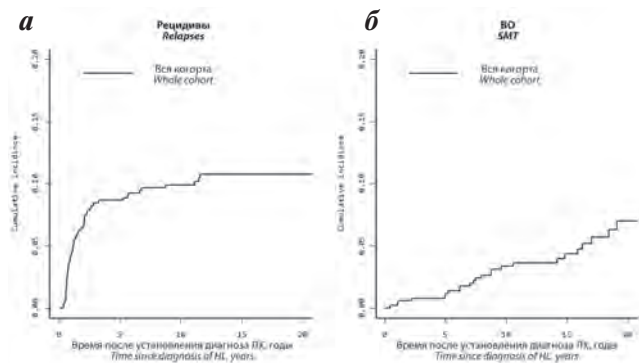 а
Рецидивы
Relapses
Вся когорта
Whole cohort
Cumulative incidence
0.20
0.15
0.10
0.05
0.00
0
5
10
15
20
Время после установления диагноза ЛХ, годы
Time since diagnosis of HL, years
б
ВО
SMT
Вся когорта
Whole cohort
Cumulative incidence
0.20
0.15
0.10
0.05
0.00
0
5
10
15
20
Время после установления диагноза ЛХ, годы
Time since diagnosis of HL, years